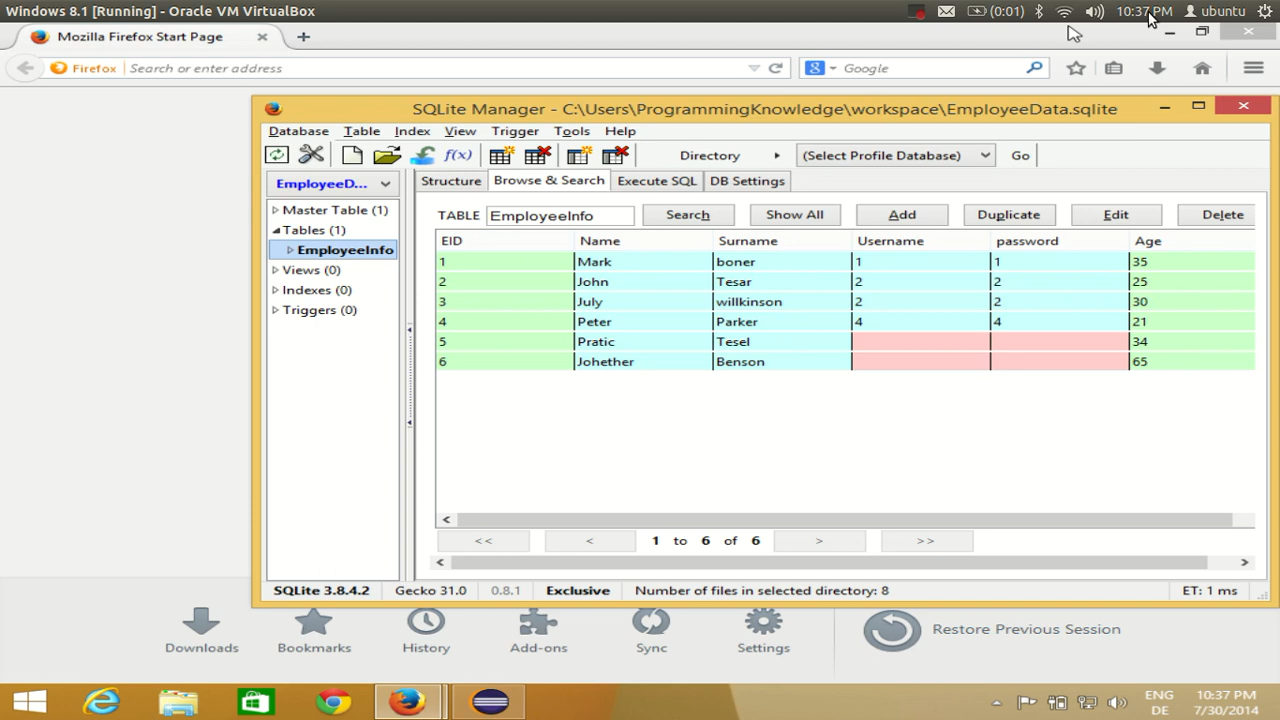 Windows 8.1 [Running] - Oracle VM VirtualBox (0:01) 10:37 PM ubuntu
Mozilla Firefox Start Page
Firefox Search or enter address Google
SQLite Manager - C:\Users\ProgrammingKnowledge\workspace\EmployeeData.sqlite
Database Table Index View Trigger Tools Help
f(x) Directory (Select Profile Database) Go
EmployeeD... Structure Browse & Search Execute SQL DB Settings
Master Table (1)
Tables (1)
EmployeeInfo
Views (0)
Indexes (0)
Triggers (0)
TABLE EmployeeInfo Search Show All Add Duplicate Edit Delete
EID Name Surname Username password Age
1 Mark boner 1 1 35
2 John Tesar 2 2 25
3 July willkinson 2 2 30
4 Peter Parker 4 4 21
5 Pratic Tesel 34
6 Johether Benson 65
<< < 1 to 6 of 6 > >>
SQLite 3.8.4.2 Gecko 31.0 0.8.1 Exclusive Number of files in selected directory: 8 ET: 1 ms
Downloads Bookmarks History Add-ons Sync Settings Restore Previous Session
ENG 10:37 PM
DE 7/30/2014